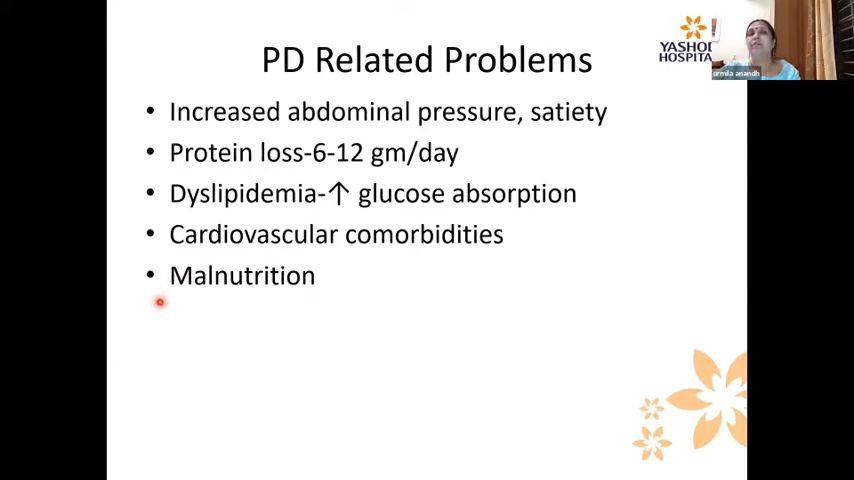 PD Related Problems
YASHOD
HOSPITA
urmila anandh
• Increased abdominal pressure, satiety
• Protein loss-6-12 gm/day
• Dyslipidemia-↑ glucose absorption
• Cardiovascular comorbidities
• Malnutrition